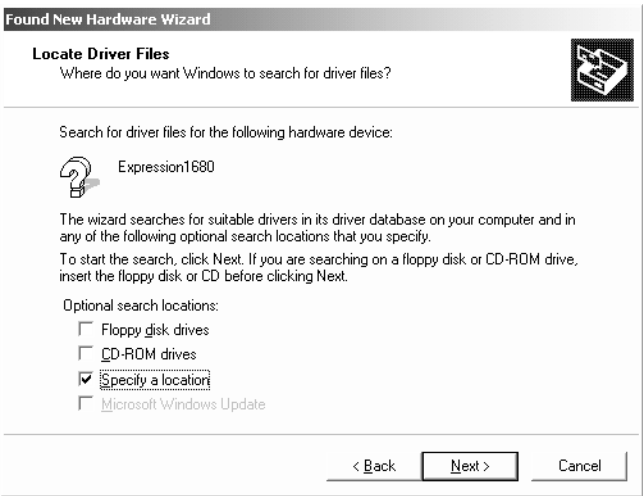 Found New Hardware Wizard
Locate Driver Files
Where do you want Windows to search for driver files?
Search for driver files for the following hardware device:
Expression1680
The wizard searches for suitable drivers in its driver database on your computer and in
any of the following optional search locations that you specify.
To start the search, click Next. If you are searching on a floppy disk or CD-ROM drive,
insert the floppy disk or CD before clicking Next.
Optional search locations:
Floppy disk drives
CD-ROM drives
Specify a location
Microsoft Windows Update
< Back Next > Cancel